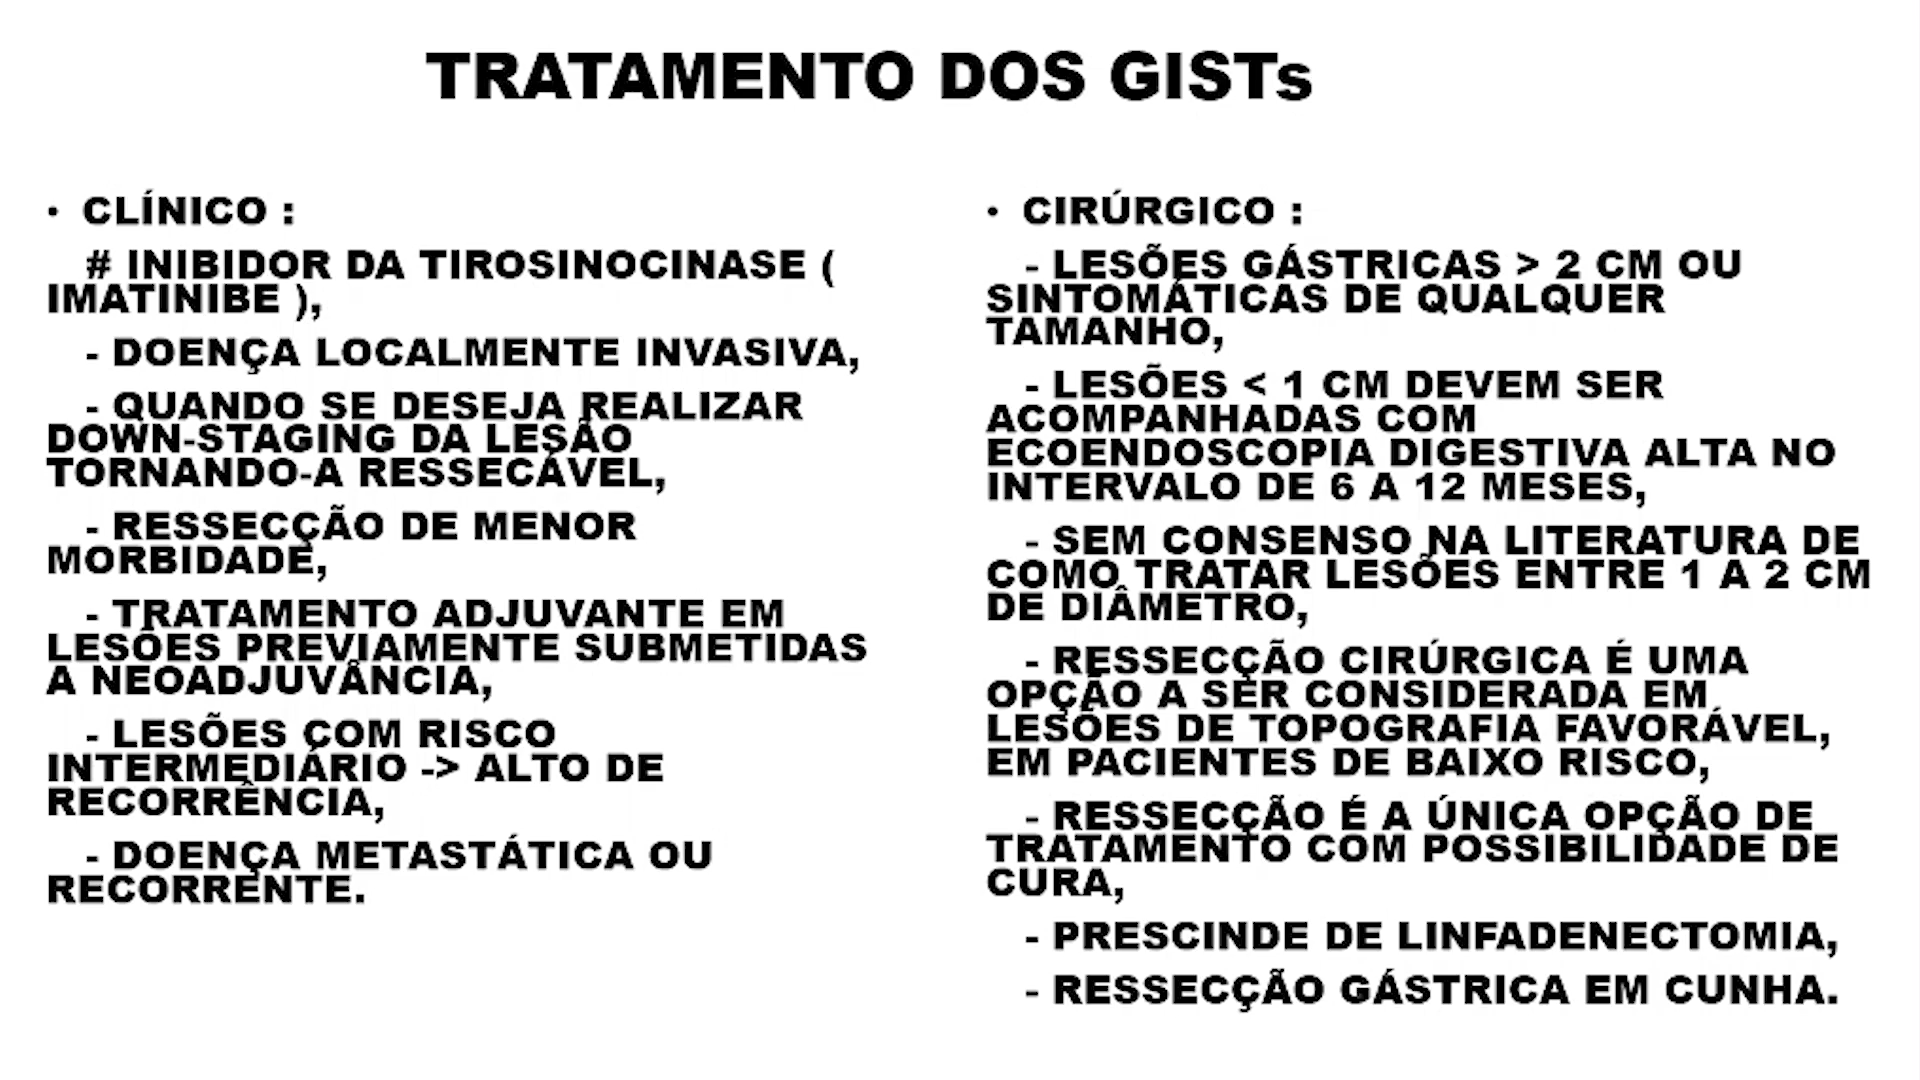 TRATAMENTO DOS GISTs
• CLÍNICO :
# INIBIDOR DA TIROSINOCINASE (
IMATINIBE ),
- DOENÇA LOCALMENTE INVASIVA,
- QUANDO SE DESEJA REALIZAR
DOWN-STAGING DA LESÃO
TORNANDO-A RESSECÁVEL,
- RESSECÇÃO DE MENOR
MORBIDADE,
- TRATAMENTO ADJUVANTE EM
LESÕES PREVIAMENTE SUBMETIDAS
A NEOADJUVÂNCIA,
- LESÕES COM RISCO
INTERMEDIÁRIO -> ALTO DE
RECORRÊNCIA,
- DOENÇA METASTÁTICA OU
RECORRENTE.
• CIRÚRGICO :
- LESÕES GÁSTRICAS > 2 CM OU
SINTOMÁTICAS DE QUALQUER
TAMANHO,
- LESÕES < 1 CM DEVEM SER
ACOMPANHADAS COM
ECOENDOSCOPIA DIGESTIVA ALTA NO
INTERVALO DE 6 A 12 MESES,
- SEM CONSENSO NA LITERATURA DE
COMO TRATAR LESÕES ENTRE 1 A 2 CM
DE DIÂMETRO,
- RESSECÇÃO CIRÚRGICA É UMA
OPÇÃO A SER CONSIDERADA EM
LESÕES DE TOPOGRAFIA FAVORÁVEL,
EM PACIENTES DE BAIXO RISCO,
- RESSECÇÃO É A ÚNICA OPÇÃO DE
TRATAMENTO COM POSSIBILIDADE DE
CURA,
- PRESCINDE DE LINFADENECTOMIA,
- RESSECÇÃO GÁSTRICA EM CUNHA.